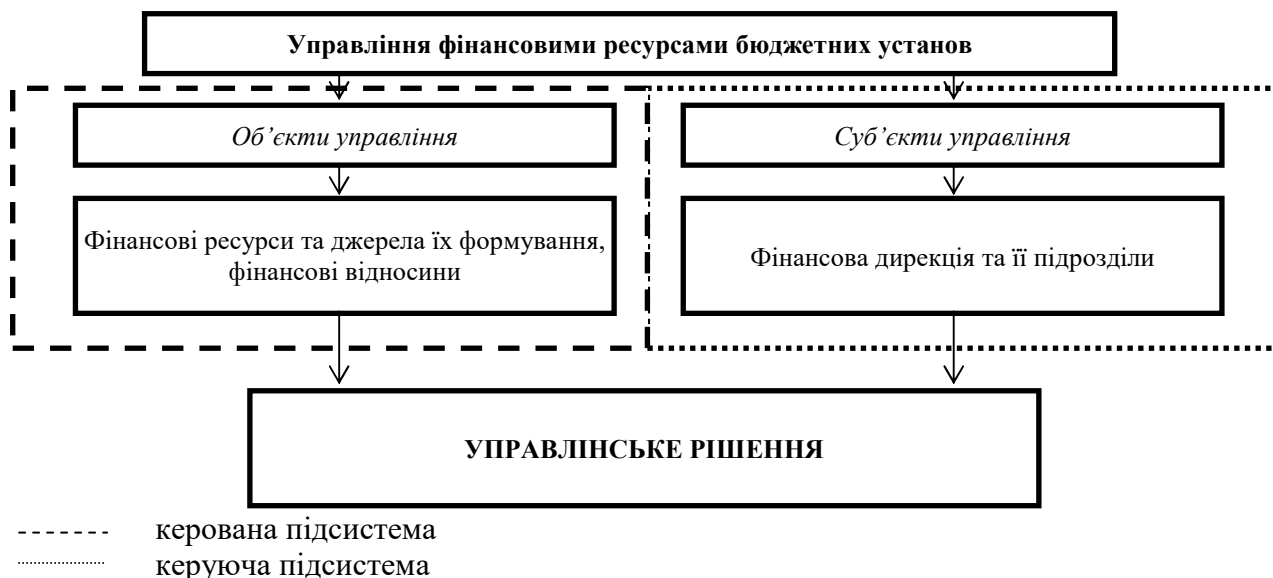 Управління фінансовими ресурсами бюджетних установ
Об’єкти управління
Суб’єкти управління
Фінансові ресурси та джерела їх формування,
фінансові відносини
Фінансова дирекція та її підрозділи
УПРАВЛІНСЬКЕ РІШЕННЯ
керована підсистема
керуюча підсистема